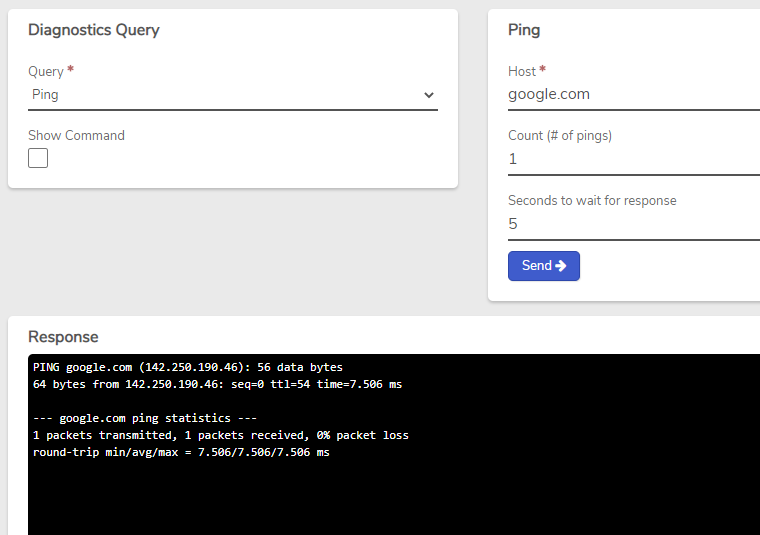 Diagnostics Query
Query *
Ping
Show Command
Ping
Host *
google.com
Count (# of pings)
1
Seconds to wait for response
5
Send
Response
PING google.com (142.250.190.46): 56 data bytes
64 bytes from 142.250.190.46: seq=0 ttl=54 time=7.506 ms
--- google.com ping statistics ---
1 packets transmitted, 1 packets received, 0% packet loss
round-trip min/avg/max = 7.506/7.506/7.506 ms